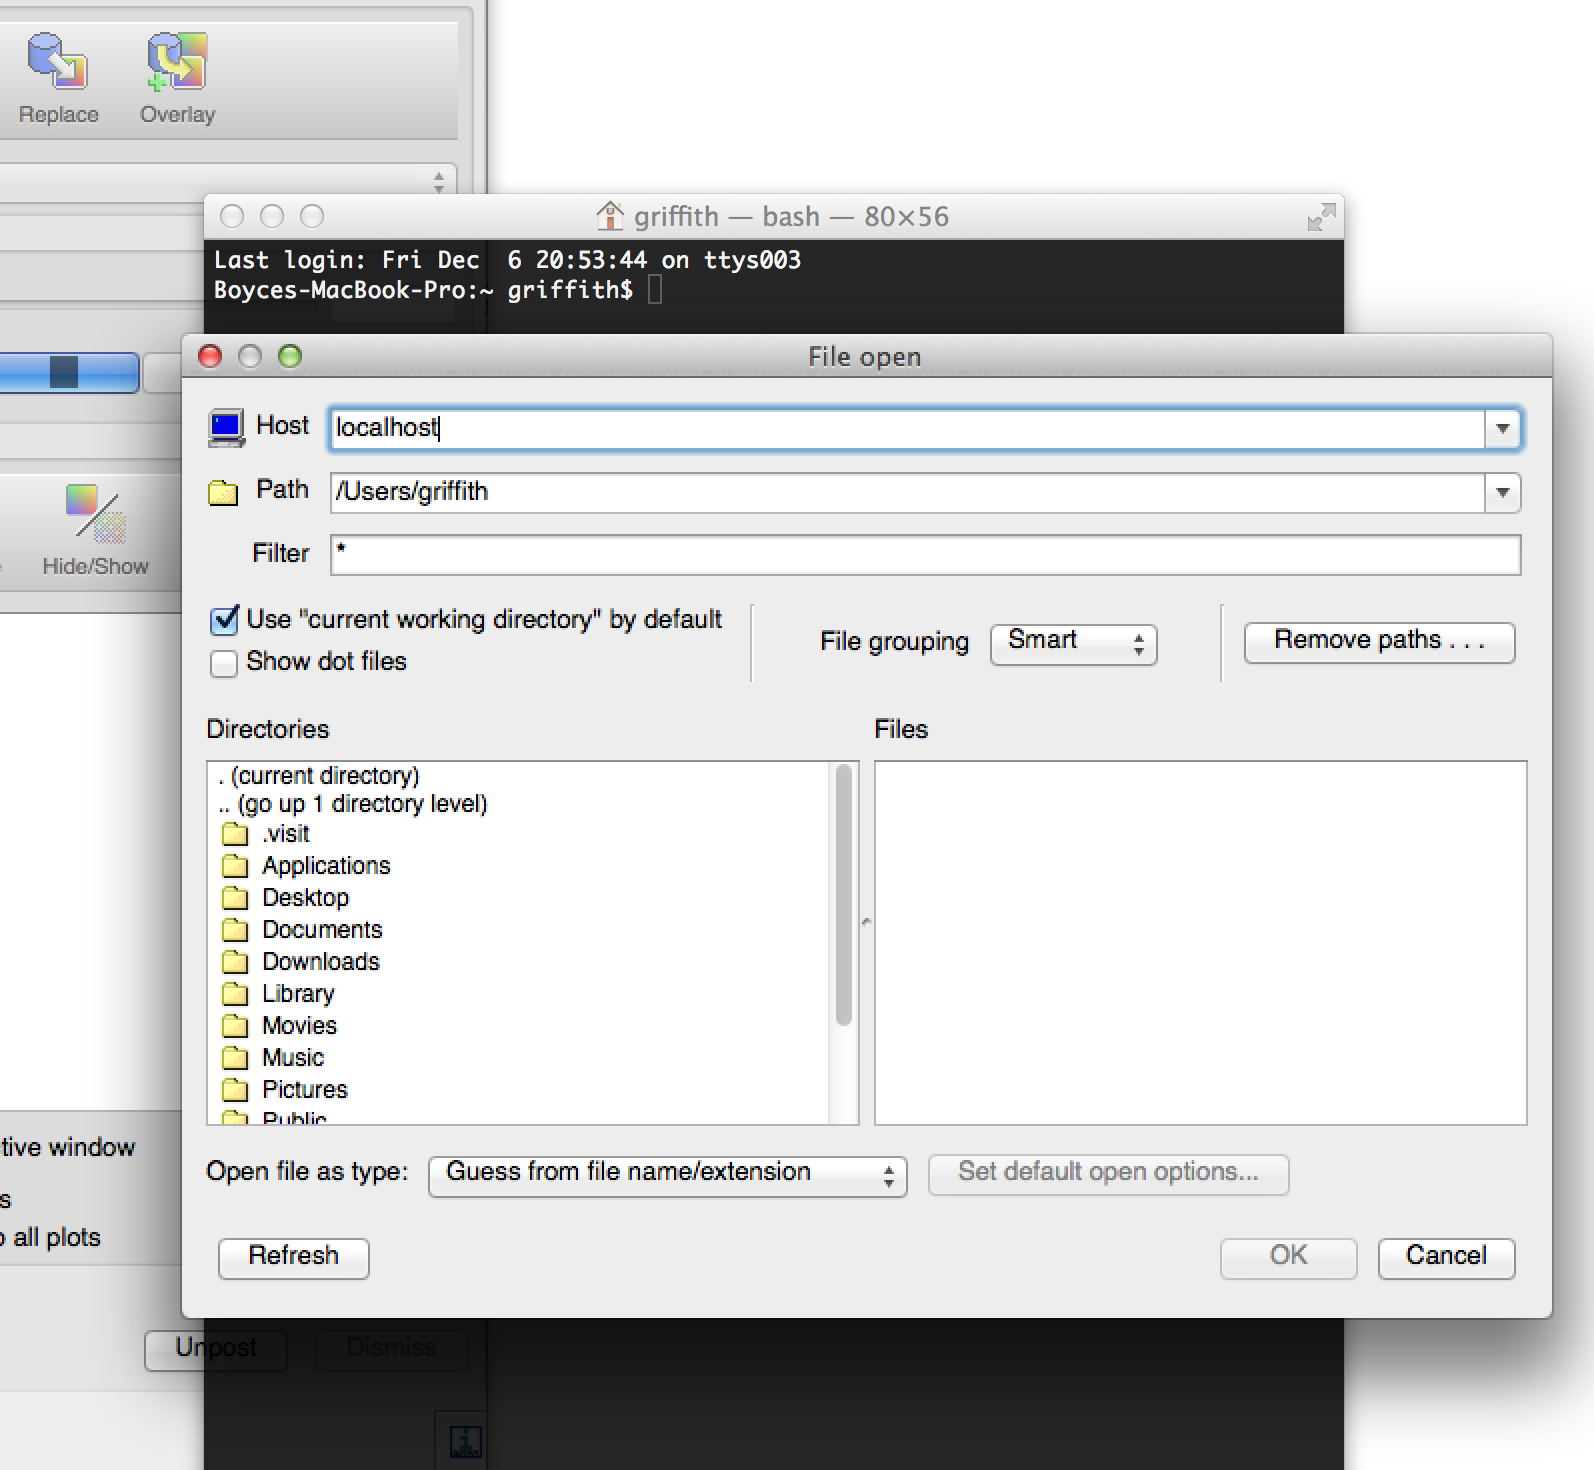 Replace
Overlay
griffith — bash — 80×56
Last login: Fri Dec  6 20:53:44 on ttys003
Boyces-MacBook-Pro:~ griffith$
File open
Host
localhost
Path
/Users/griffith
Filter
*
Hide/Show
Use "current working directory" by default
Show dot files
File grouping
Smart
Remove paths . . .
Directories
Files
. (current directory)
.. (go up 1 directory level)
.visit
Applications
Desktop
Documents
Downloads
Library
Movies
Music
Pictures
Public
tive window
s
all plots
Open file as type:
Guess from file name/extension
Set default open options...
Refresh
OK
Cancel
Unpost
Dismiss